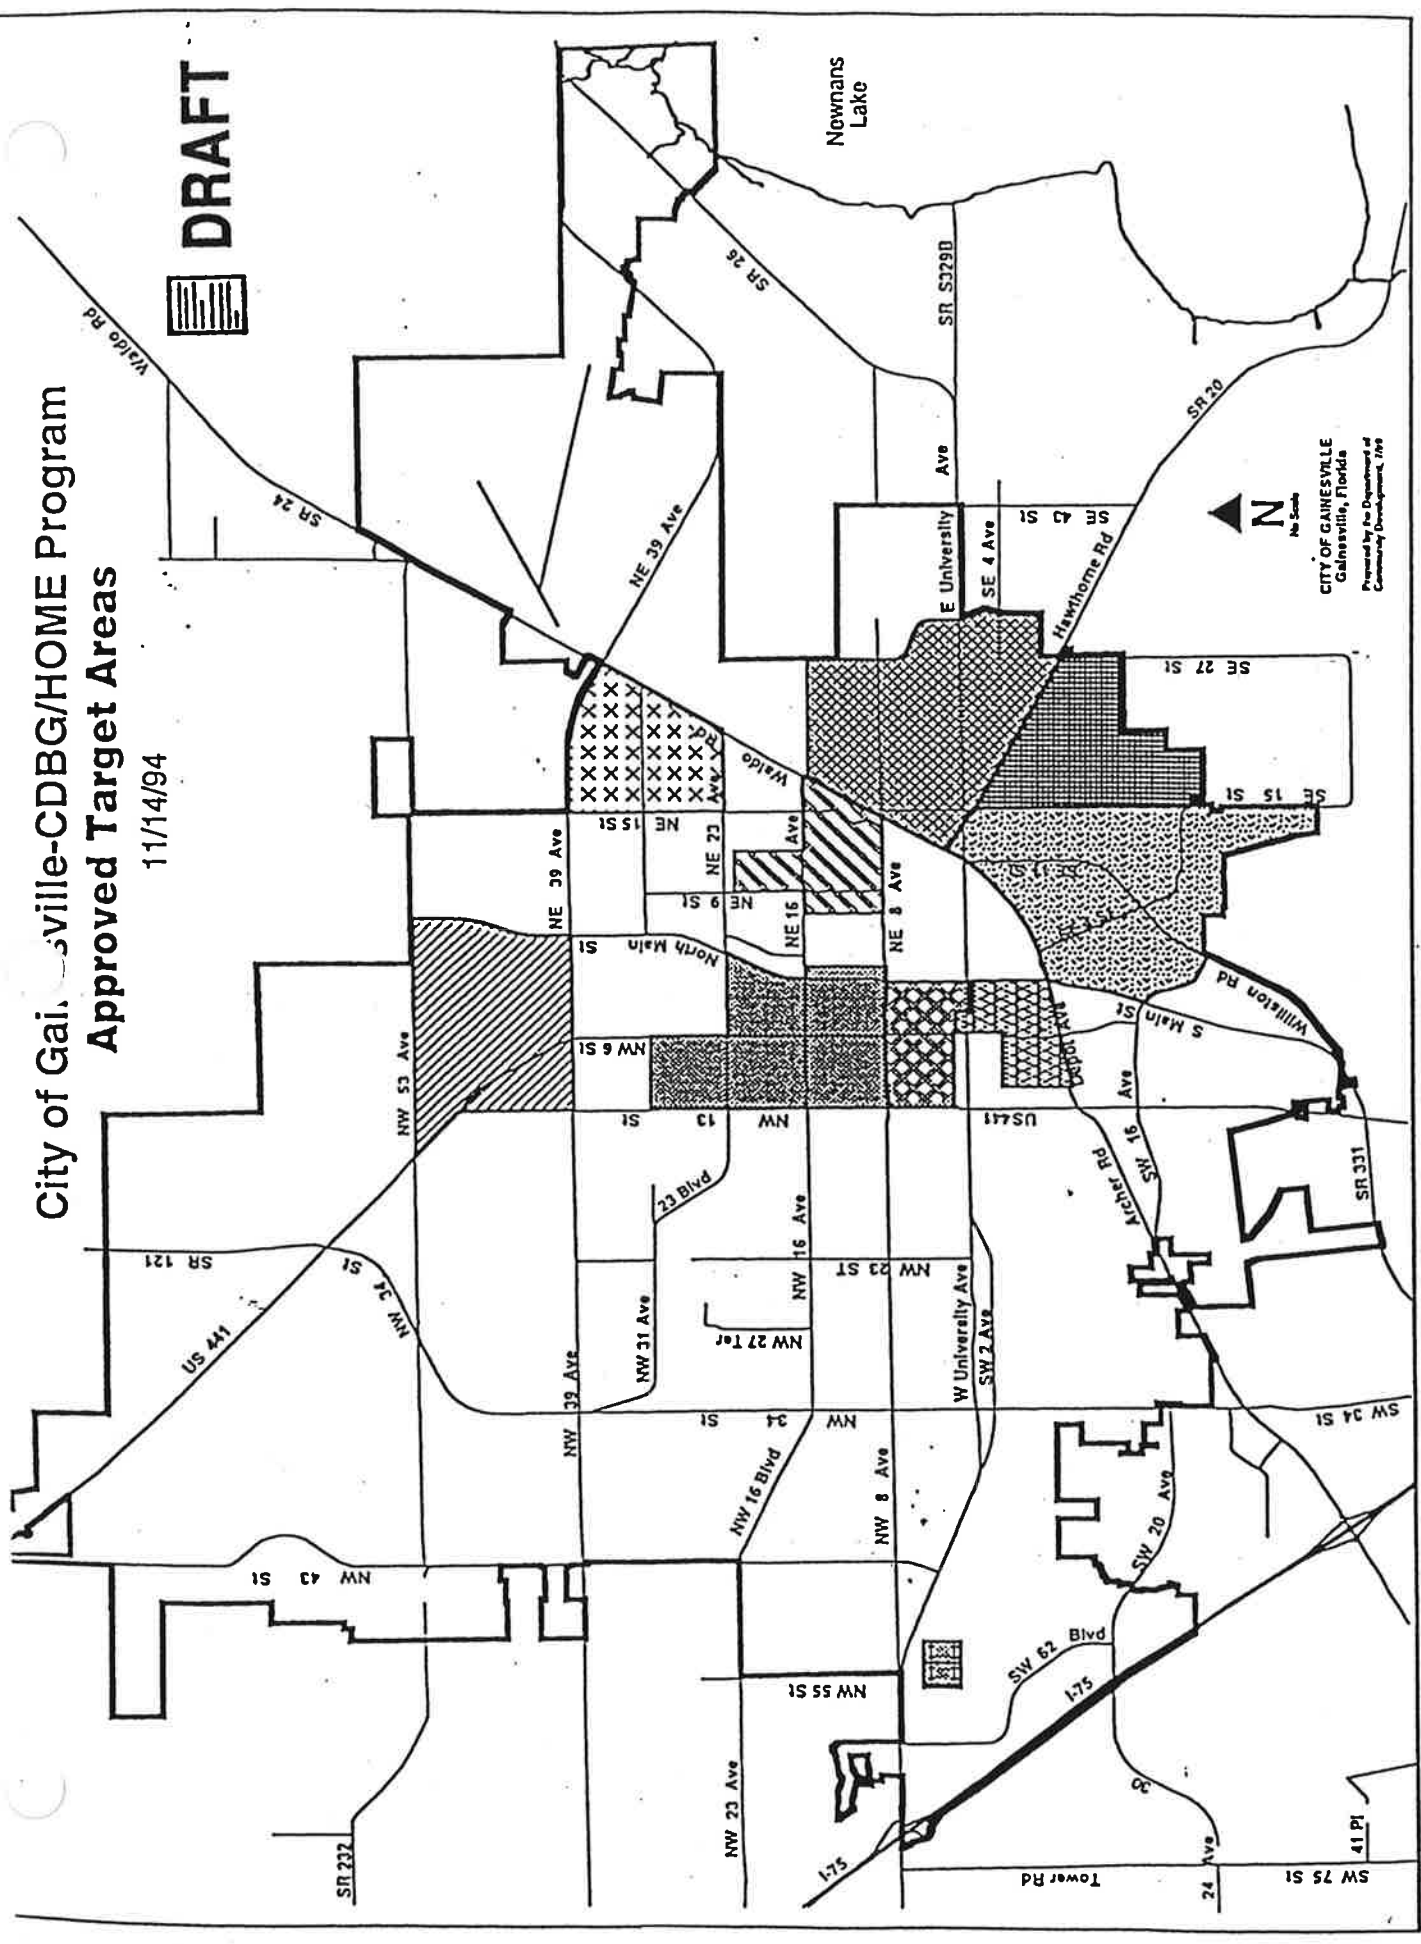 City of Gai sville-CDBG/HOME Program
Approved Target Areas
11/14/94
DRAFT
Waldo Rd
SR 24
SR 121
US 441
NW 34 St
NW 53 Ave
NW 43 St
SR 232
NE 39 Ave
NE 39 Ave
NW 39 Ave
NW 31 Ave
23 Blvd
NW 6 St
North Main St
NE 15 St
NE 9 St
NE 23 Ave
Waldo Rd
NE 16 Ave
NE 8 Ave
NW 13 St
NW 16 Ave
NW 23 ST
NW 27 Ter
NW 34 St
NW 16 Blvd
NW 8 Ave
NW 23 Ave
NW 55 St
SR 26
Newnans
Lake
SR S329B
E University Ave
SE 4 Ave
SE 43 St
Hawthorne Rd
SR 20
SE 27 St
SE 15 St
W University Ave
SW 2 Ave
US441
Depot Ave
S Main St
Williston Rd
SW 16 Ave
Archer Rd
SR 331
SW 34 St
SW 20 Ave
SW 62 Blvd
I-75
I-75
30
24 Ave
Tower Rd
SW 75 St
41 Pl
N
No Scale
CITY OF GAINESVILLE
Gainesville, Florida
Prepared by the Department of